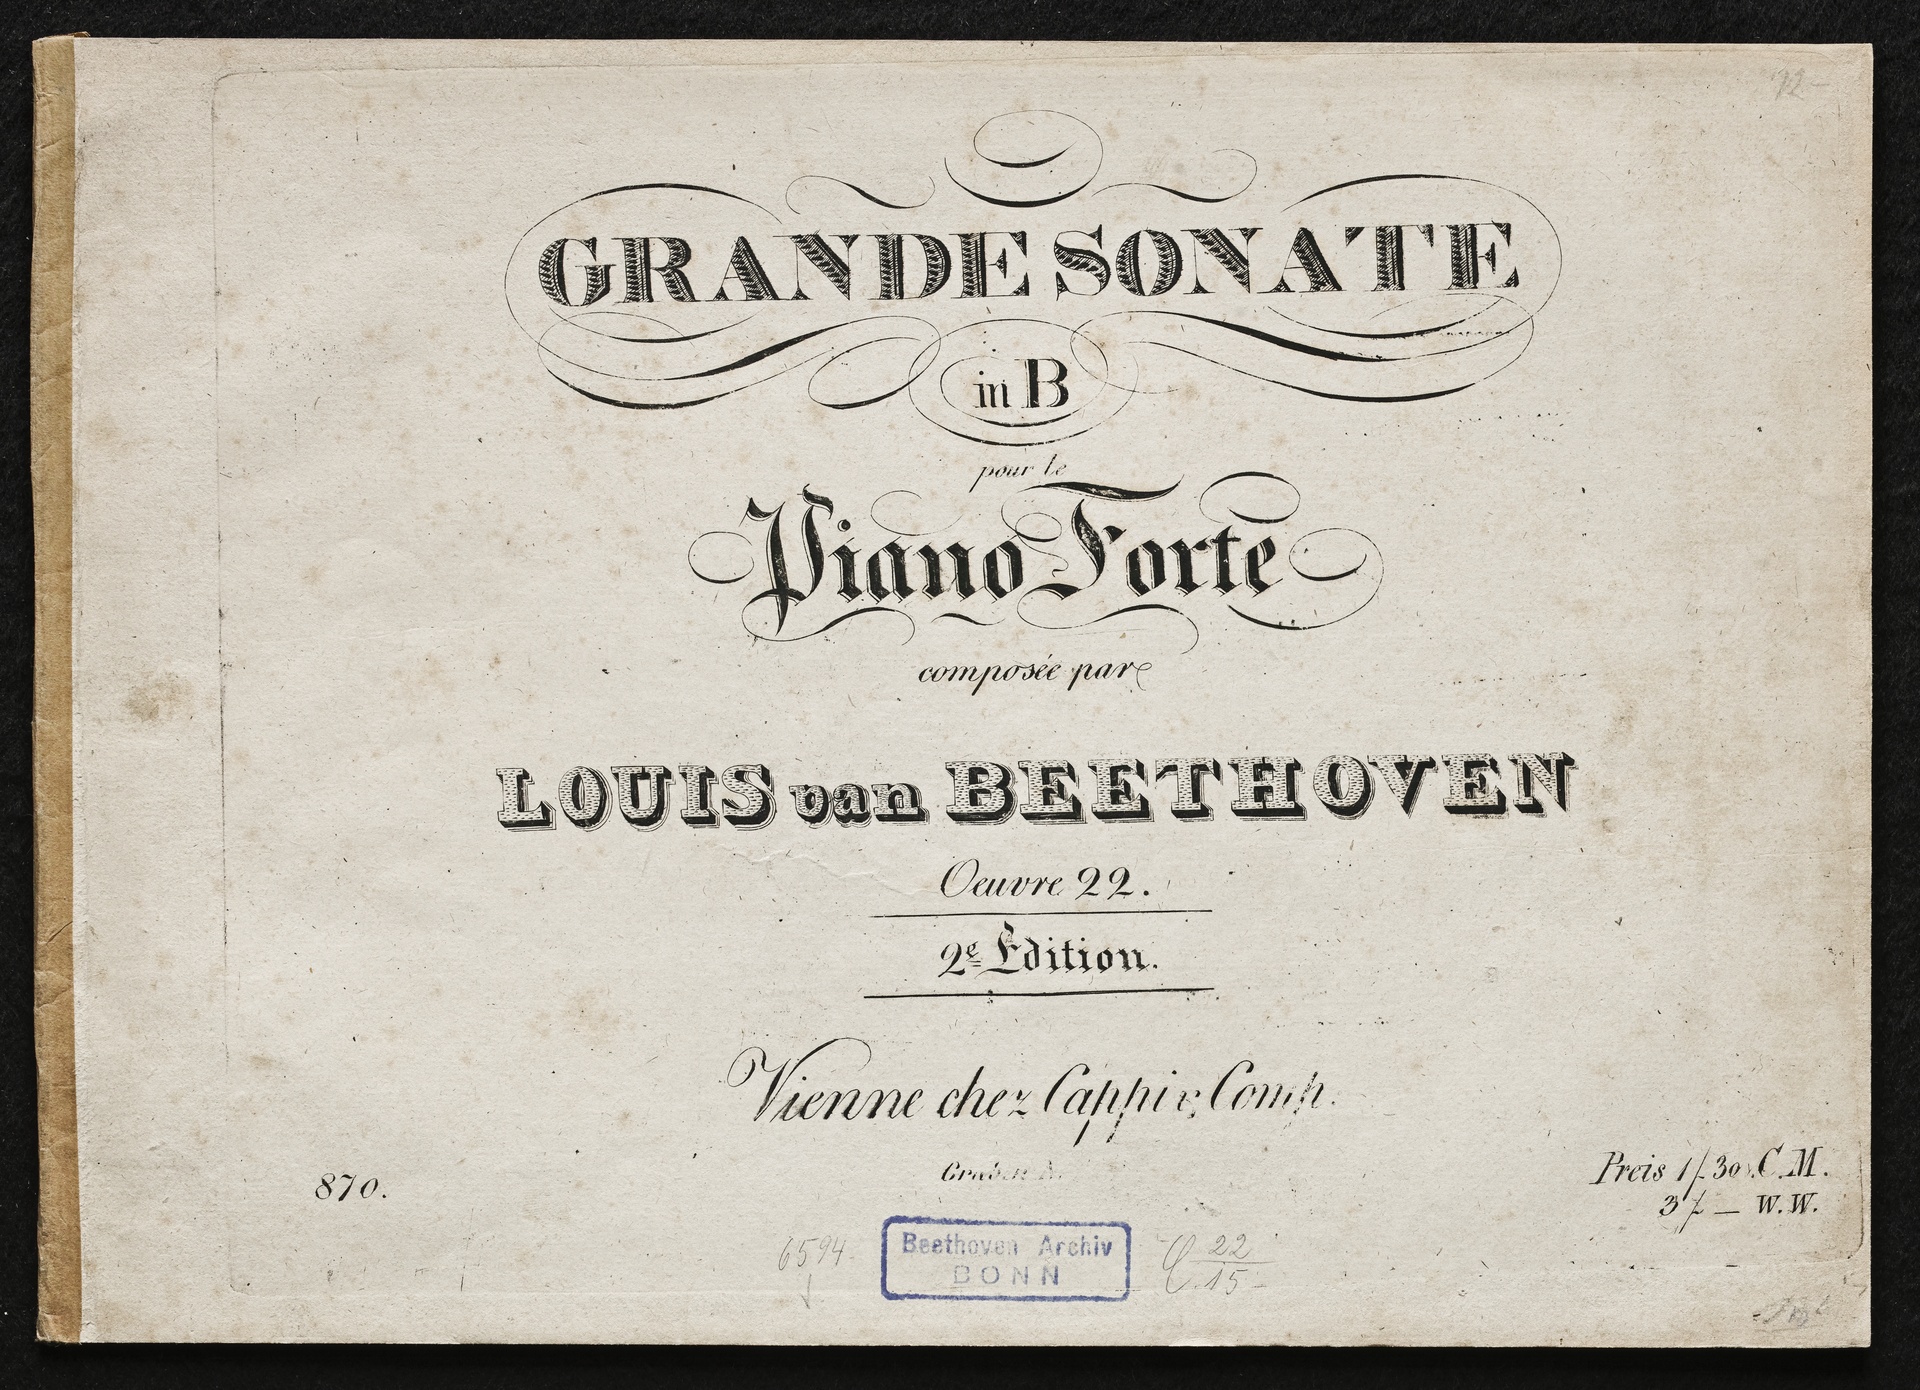 GRANDE SONATE
in B
pour le
Piano Forte
composée par
LOUIS van BEETHOVEN
Oeuvre 22.
2e Edition.
Vienne chez Cappi et Comp.
870.
Preis 1 f. 30 . C.M.
3 f — W.W.
6594
Beethoven Archiv
BONN
C 22
15